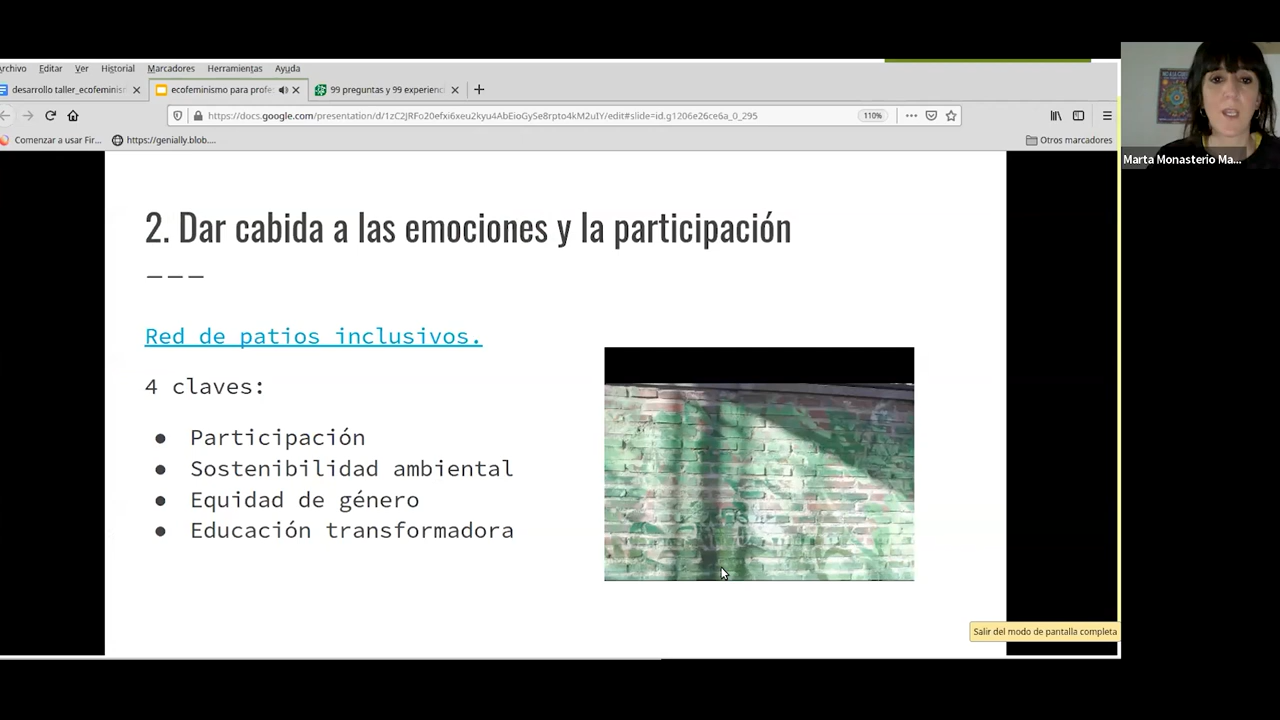 rchivo Editar Ver Historial Marcadores Herramientas Ayuda
desarrollo taller_ecofeminis ecofeminismo para profe 99 preguntas y 99 experienc
https://docs.google.com/presentation/d/1zC2JRFo20efxi6xeu2kyu4AbEioGySe8rpto4kM2uIY/edit#slide=id.g1206e26ce6a_0_295 110%
Comenzar a usar Fir... https://genially.blob.... Otros marcadores
Marta Monasterio Ma...
2. Dar cabida a las emociones y la participación
Red de patios inclusivos.
4 claves:
● Participación
● Sostenibilidad ambiental
● Equidad de género
● Educación transformadora
Salir del modo de pantalla completa